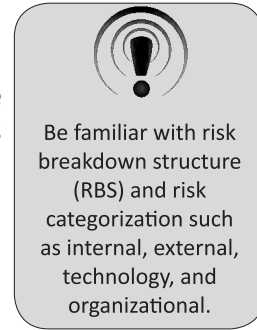 Be familiar with risk
breakdown structure
(RBS) and risk
categorization such
as internal, external,
technology, and
organizational.